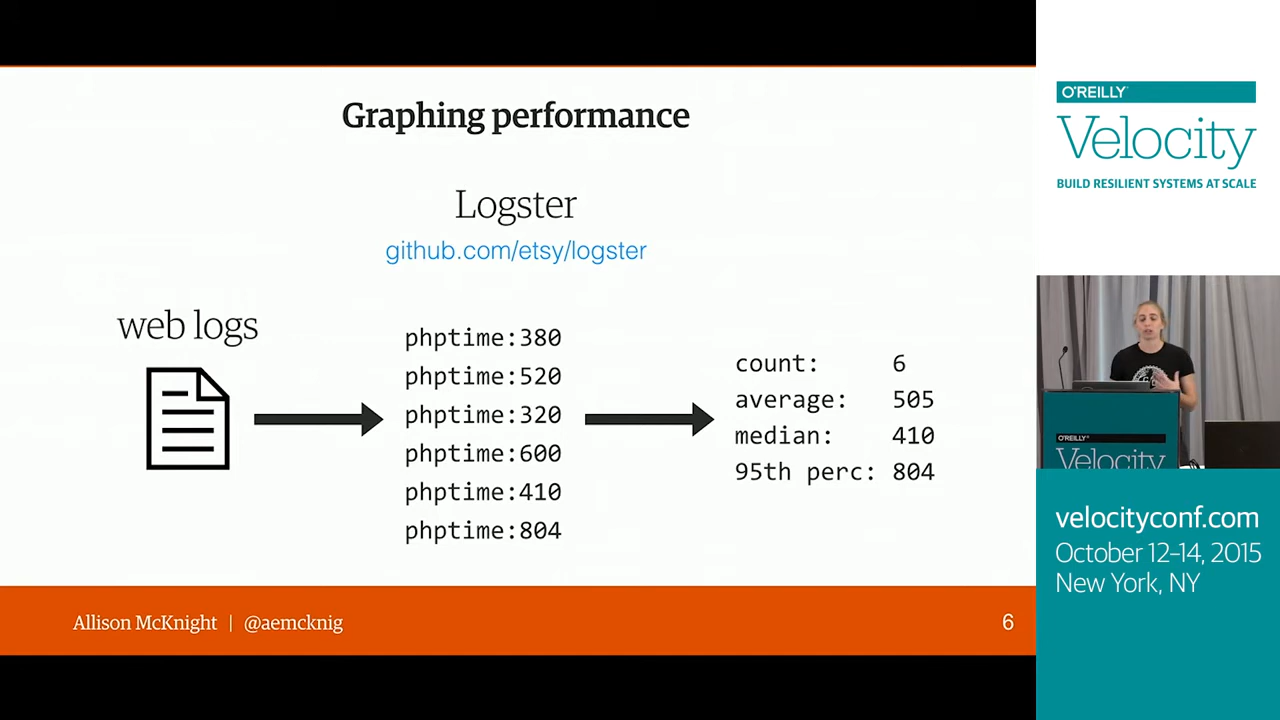 Graphing performance
Logster
github.com/etsy/logster
web logs
phptime:380
phptime:520
phptime:320
phptime:600
phptime:410
phptime:804
count: 6
average: 505
median: 410
95th perc: 804
Allison McKnight | @aemcknig
6
O'REILLY
Velocity
BUILD RESILIENT SYSTEMS AT SCALE
O'REILLY
Velocity
velocityconf.com
October 12–14, 2015
New York, NY